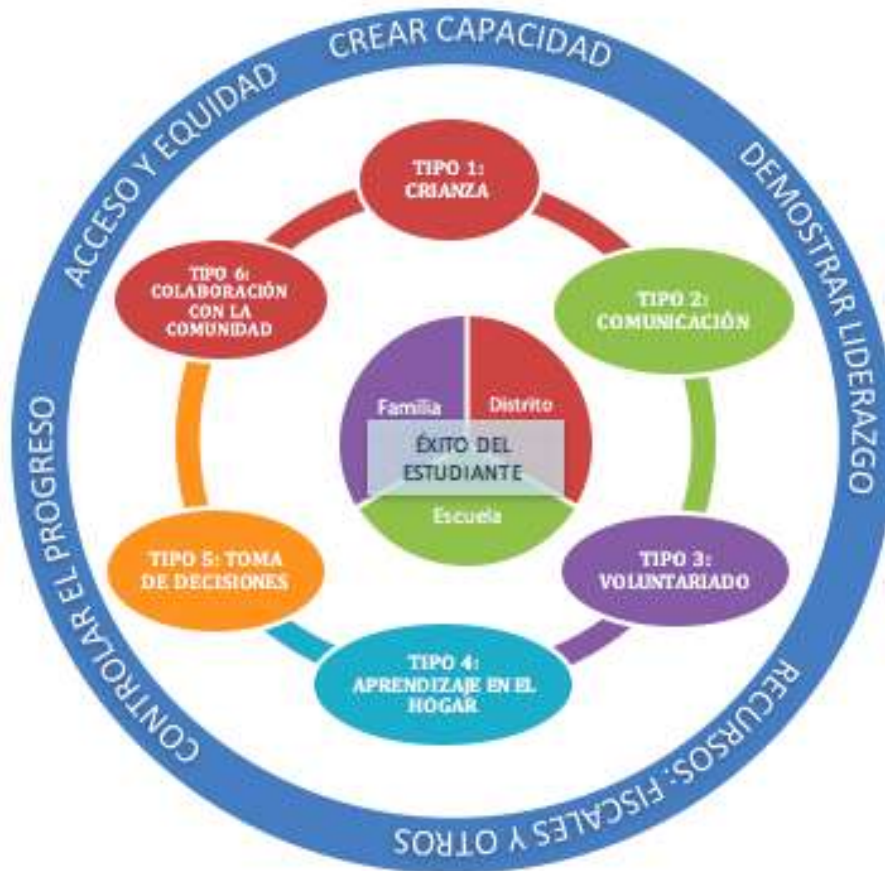 CREAR CAPACIDAD
DEMOSTRAR LIDERAZGO
RECURSOS: FISCALES Y OTROS
CONTROLAR EL PROGRESO
ACCESO Y EQUIDAD
TIPO 1:
CRIANZA
TIPO 2:
COMUNICACIÓN
TIPO 3:
VOLUNTARIADO
TIPO 4:
APRENDIZAJE EN EL
HOGAR
TIPO 5: TOMA
DE DECISIONES
TIPO 6:
COLABORACIÓN
CON LA
COMUNIDAD
Familia
Distrito
ÉXITO DEL
ESTUDIANTE
Escuela